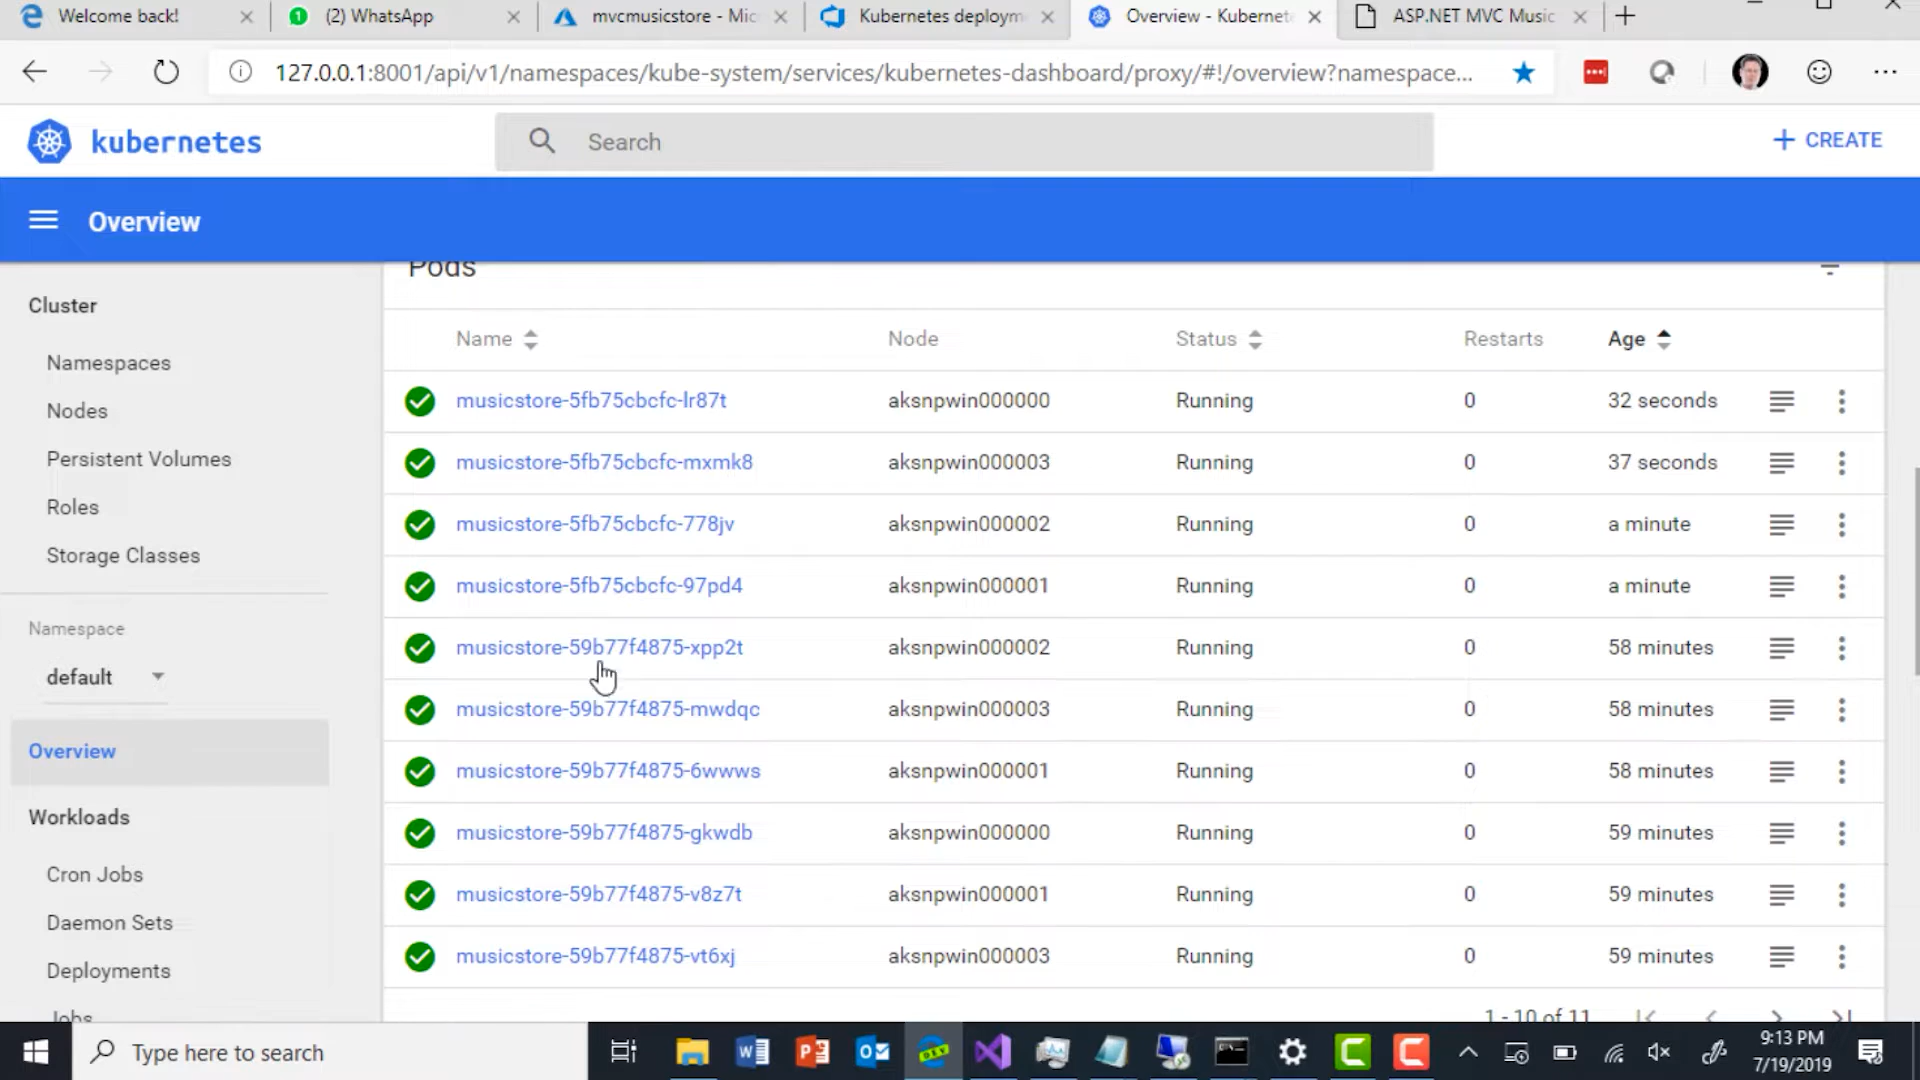 Welcome back!
(2) WhatsApp
mvcmusicstore - Mic
Kubernetes deploym
Overview - Kubernet
ASP.NET MVC Music
127.0.0.1:8001/api/v1/namespaces/kube-system/services/kubernetes-dashboard/proxy/#!/overview?namespace...
kubernetes
Search
CREATE
Overview
Cluster
Namespaces
Nodes
Persistent Volumes
Roles
Storage Classes
Namespace
default
Overview
Workloads
Cron Jobs
Daemon Sets
Deployments
Jobs
Pods
Name Node Status Restarts Age
musicstore-5fb75cbcfc-lr87t aksnpwin000000 Running 0 32 seconds
musicstore-5fb75cbcfc-mxmk8 aksnpwin000003 Running 0 37 seconds
musicstore-5fb75cbcfc-778jv aksnpwin000002 Running 0 a minute
musicstore-5fb75cbcfc-97pd4 aksnpwin000001 Running 0 a minute
musicstore-59b77f4875-xpp2t aksnpwin000002 Running 0 58 minutes
musicstore-59b77f4875-mwdqc aksnpwin000003 Running 0 58 minutes
musicstore-59b77f4875-6wwws aksnpwin000001 Running 0 58 minutes
musicstore-59b77f4875-gkwdb aksnpwin000000 Running 0 59 minutes
musicstore-59b77f4875-v8z7t aksnpwin000001 Running 0 59 minutes
musicstore-59b77f4875-vt6xj aksnpwin000003 Running 0 59 minutes
1 - 10 of 11
Type here to search
9:13 PM
7/19/2019